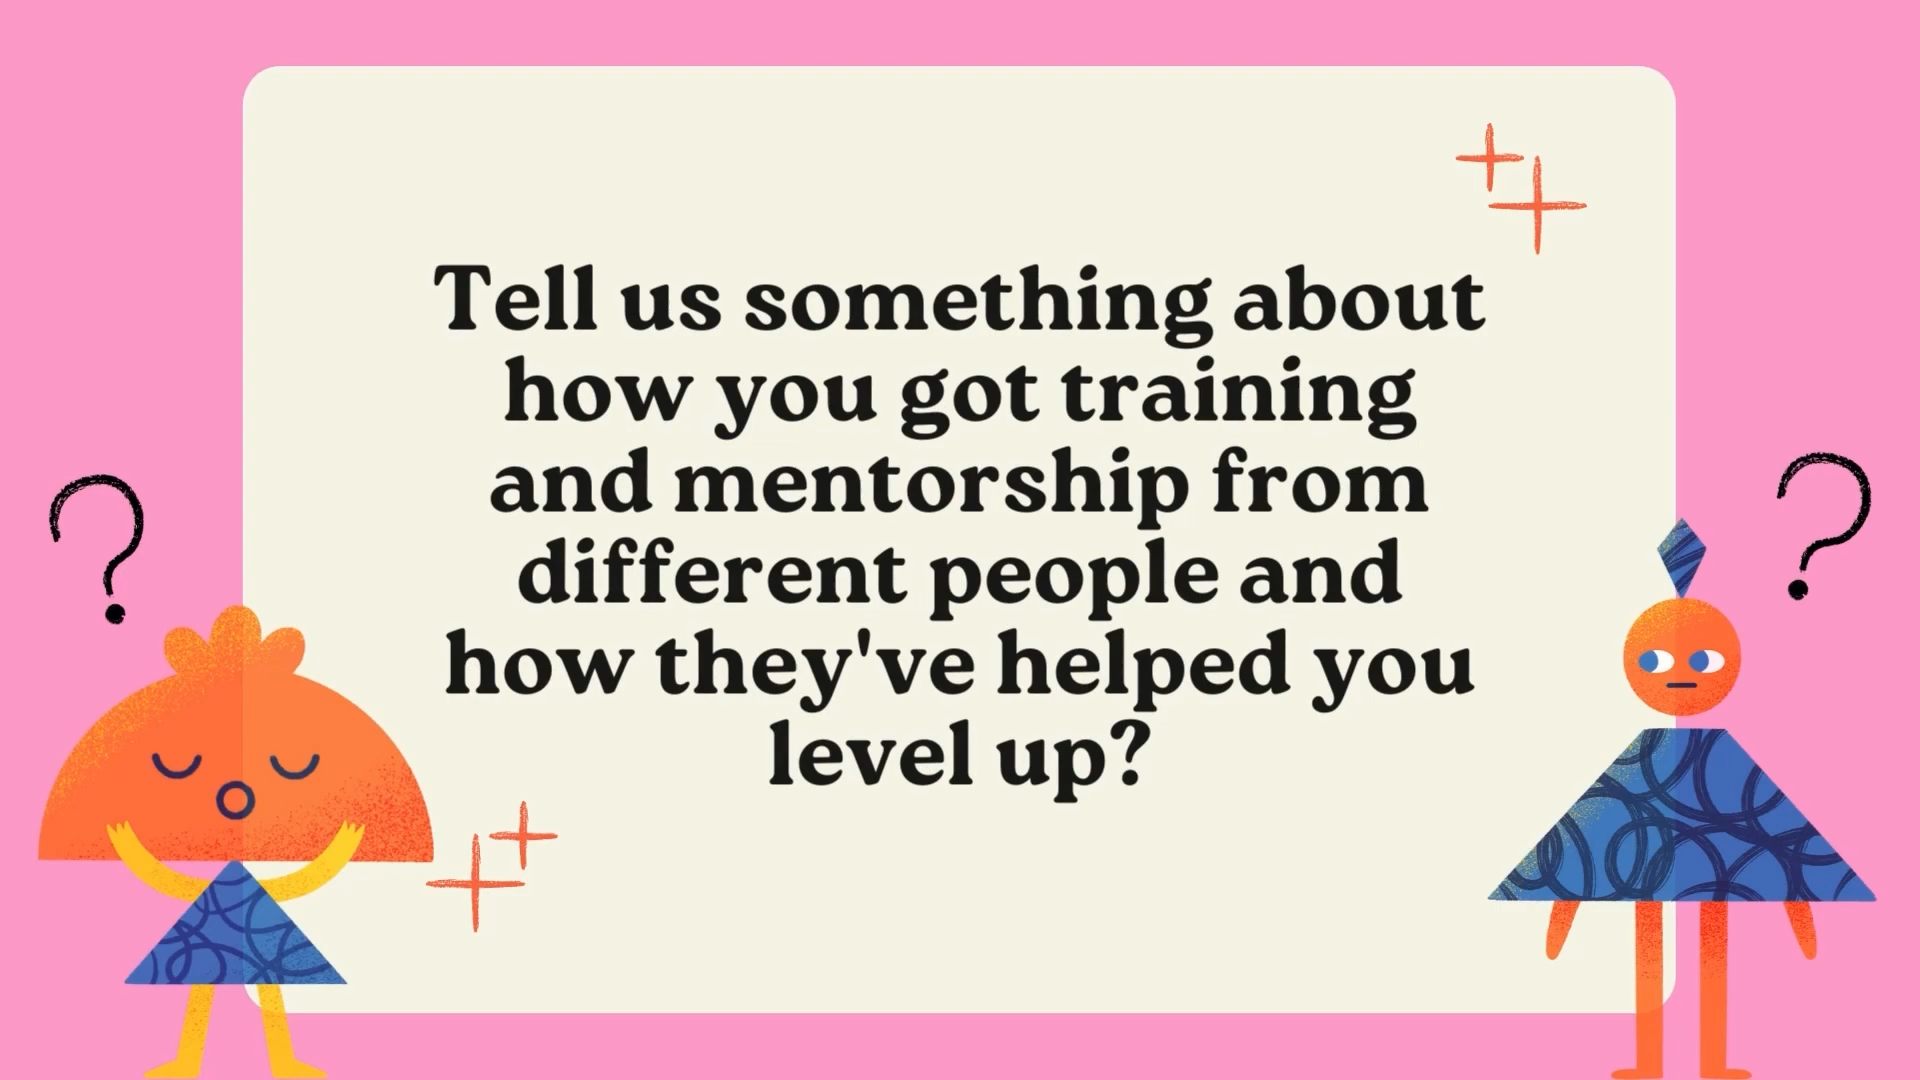 Tell us something about
how you got training
and mentorship from
different people and
how they've helped you
level up?